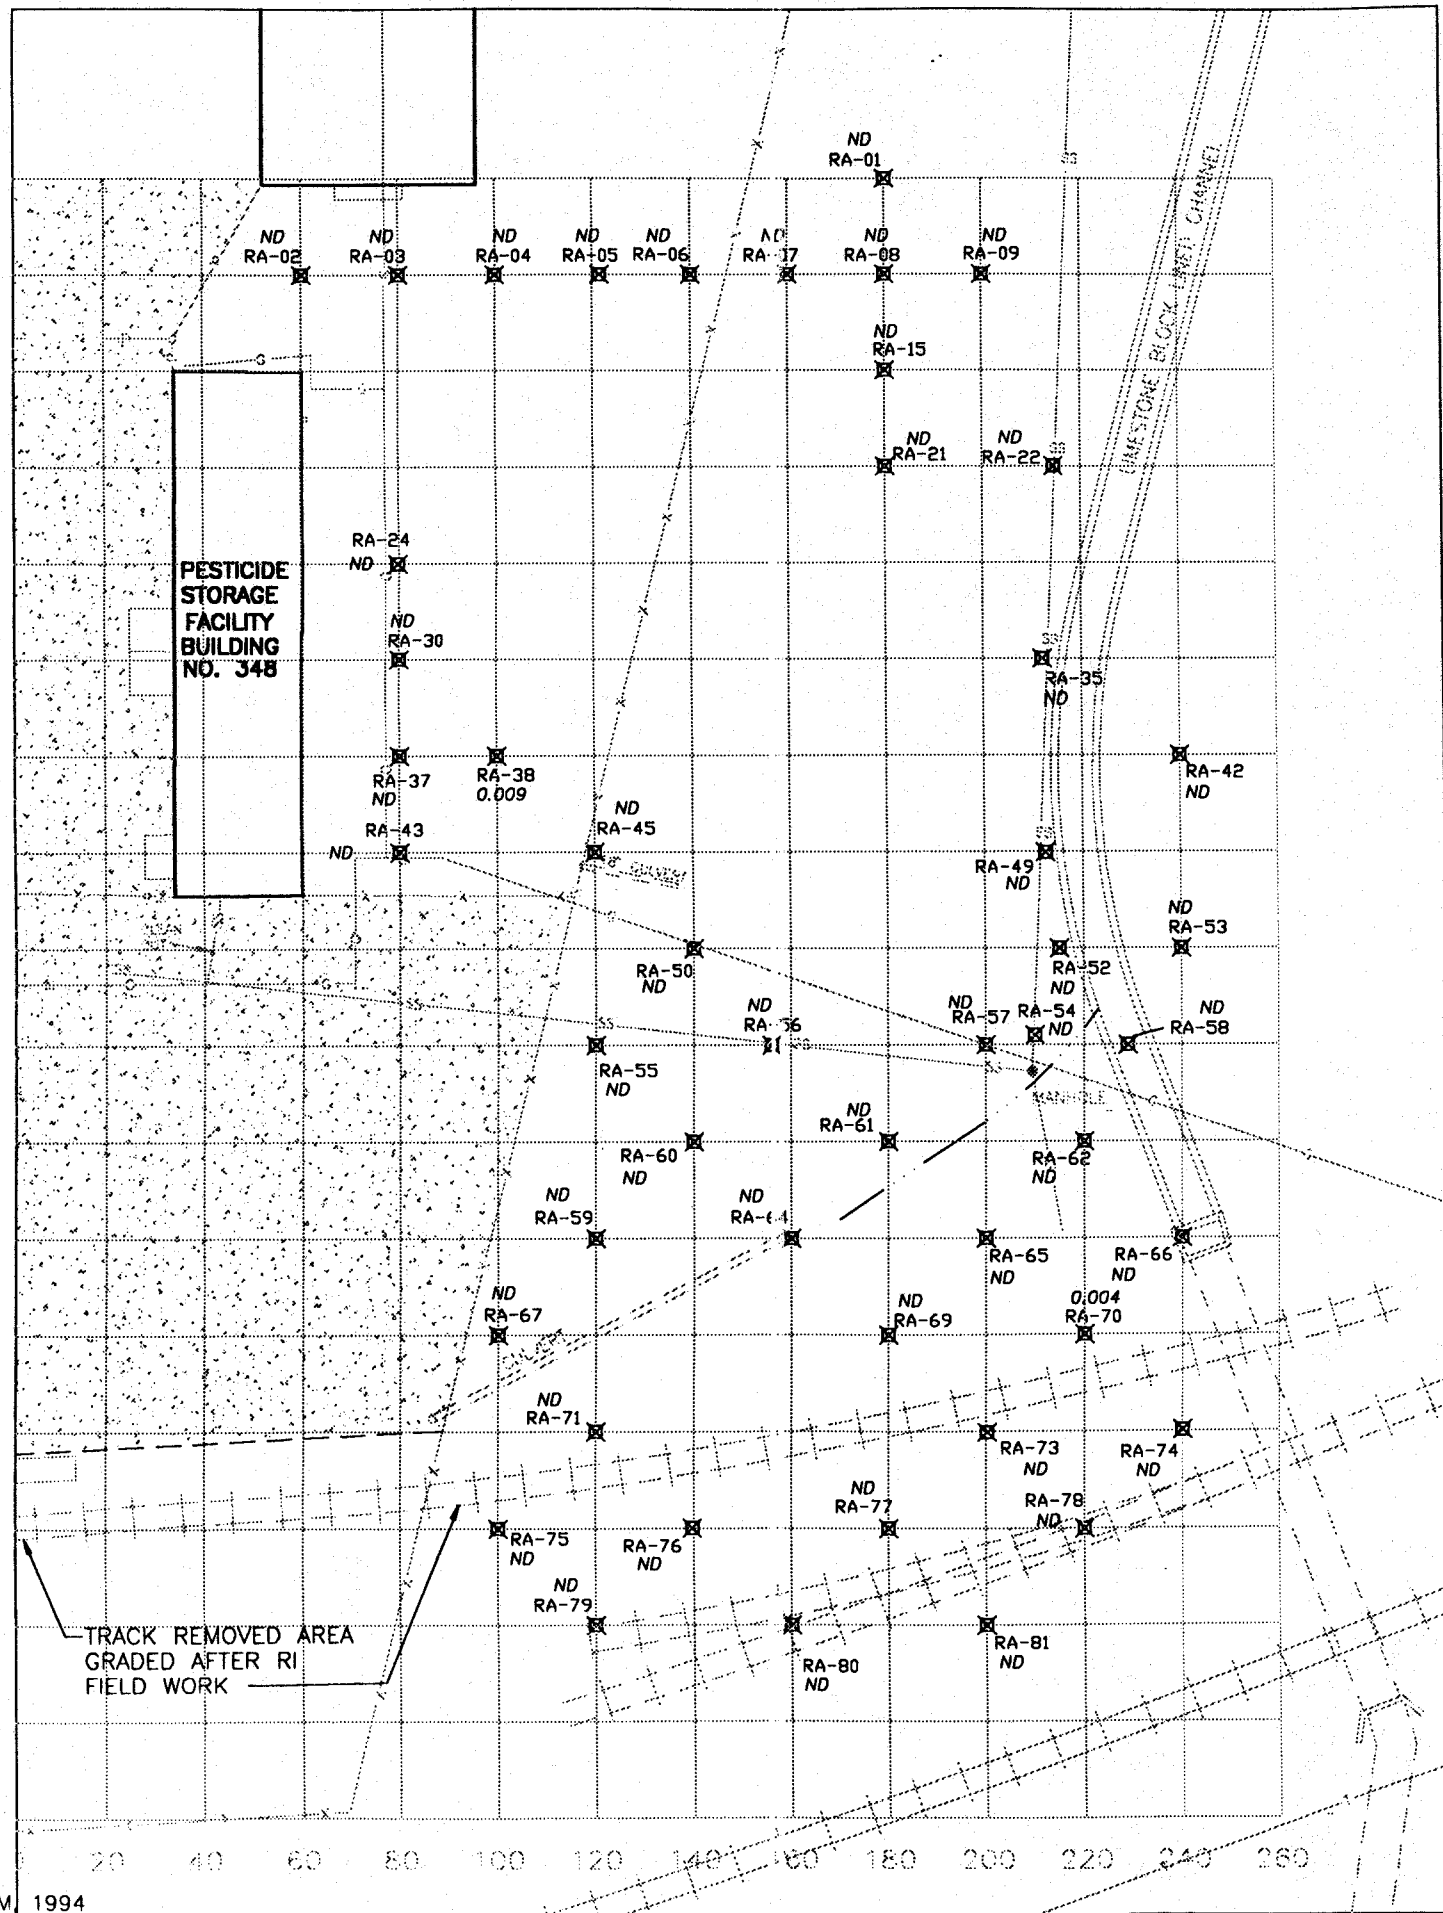 ND
RA-01
SS
ND
RA-02
ND
RA-03
ND
RA-04
ND
RA-05
ND
RA-06
ND
ND
RA-08
ND
RA-09
LIMESTONE BLOCK LINED CHANNEL
ND
RA-15
ND
RA-21
ND
RA-22
SS
RA-24
ND
PESTICIDE
STORAGE
FACILITY
BUILDING
NO. 348
ND
RA-30
SS
RA-35
ND
RA-37
ND
RA-38
0.009
RA-42
ND
RA-43
ND
ND
RA-45
RA-49
ND
ND
RA-53
RA-50
ND
RA-52
ND
ND
ND
RA-57
RA-54
ND
ND
RA-58
SS
SS
SS
RA-55
ND
MANHOLE
ND
RA-61
RA-60
ND
RA-62
ND
ND
RA-59
ND
RA-64
RA-65
ND
RA-66
ND
ND
RA-67
CULVERT
ND
RA-69
0.004
RA-70
ND
RA-71
RA-73
ND
RA-74
ND
ND
RA-77
RA-78
ND
RA-75
ND
RA-76
ND
ND
RA-79
RA-80
ND
RA-81
ND
TRACK REMOVED AREA
GRADED AFTER RI
FIELD WORK
20 40 60 80 100 120 140 160 180 200 220 240 260
M, 1994